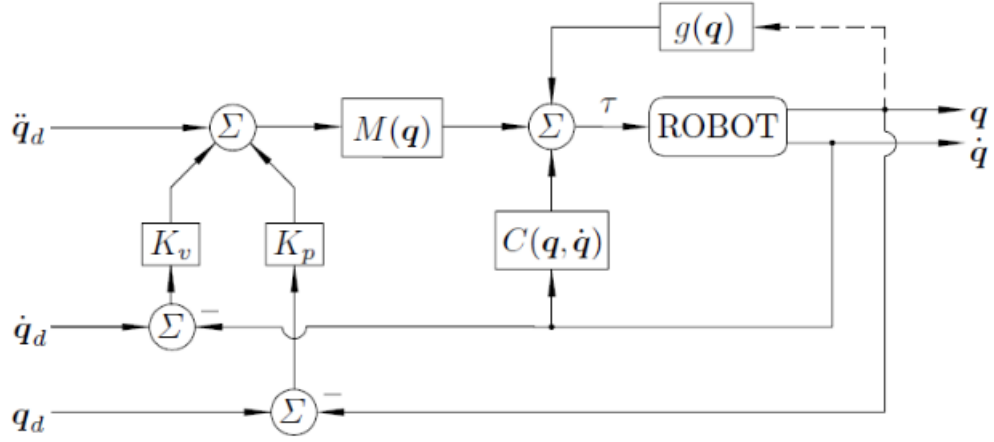 g(q)
τ
q̈_d Σ M(q) Σ ROBOT q
q̇
K_v K_p C(q, q̇)
q̇_d Σ −
q_d Σ −